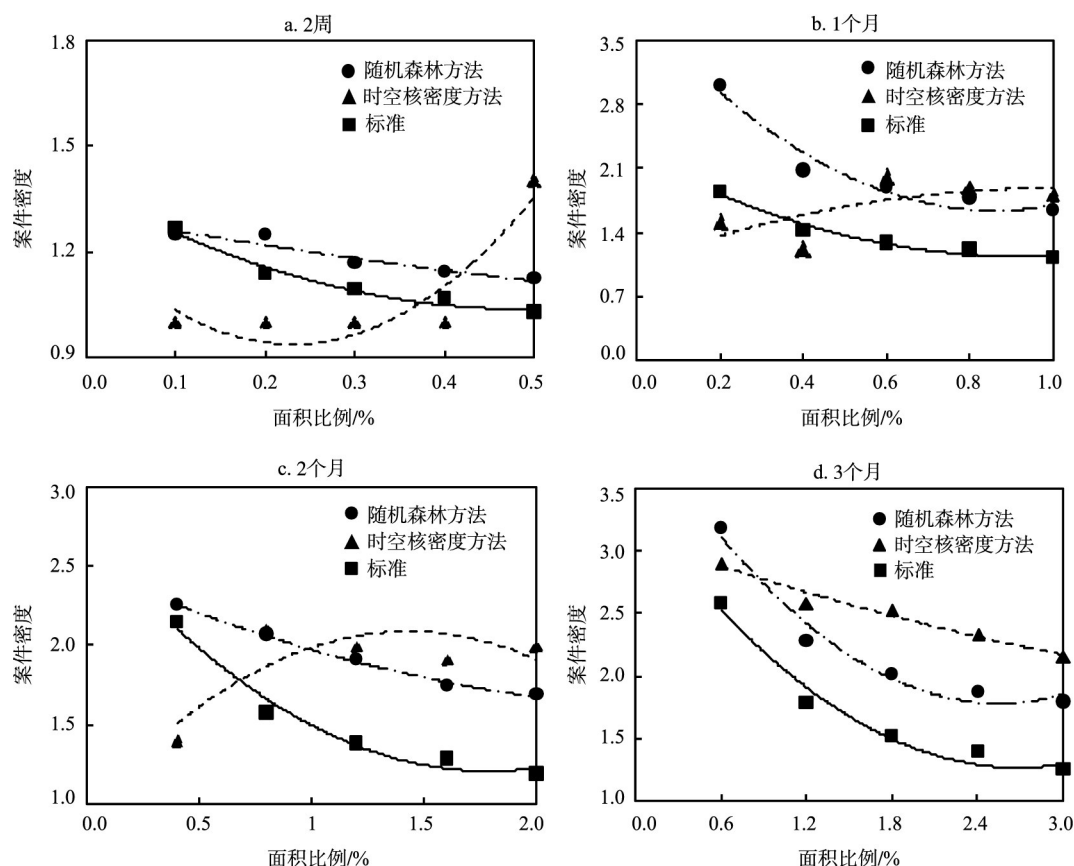 a. 2周
1.8
1.5
1.2
0.9
案件密度
随机森林方法
时空核密度方法
标准
0.0 0.1 0.2 0.3 0.4 0.5
面积比例/%
b. 1个月
3.5
2.8
2.1
1.4
0.7
0.0
案件密度
随机森林方法
时空核密度方法
标准
0.0 0.2 0.4 0.6 0.8 1.0
面积比例/%
c. 2个月
3.0
2.5
2.0
1.5
1.0
案件密度
随机森林方法
时空核密度方法
标准
0.0 0.5 1 1.5 2.0
面积比例/%
d. 3个月
3.5
3.0
2.5
2.0
1.5
1.0
案件密度
随机森林方法
时空核密度方法
标准
0.0 0.6 1.2 1.8 2.4 3.0
面积比例/%